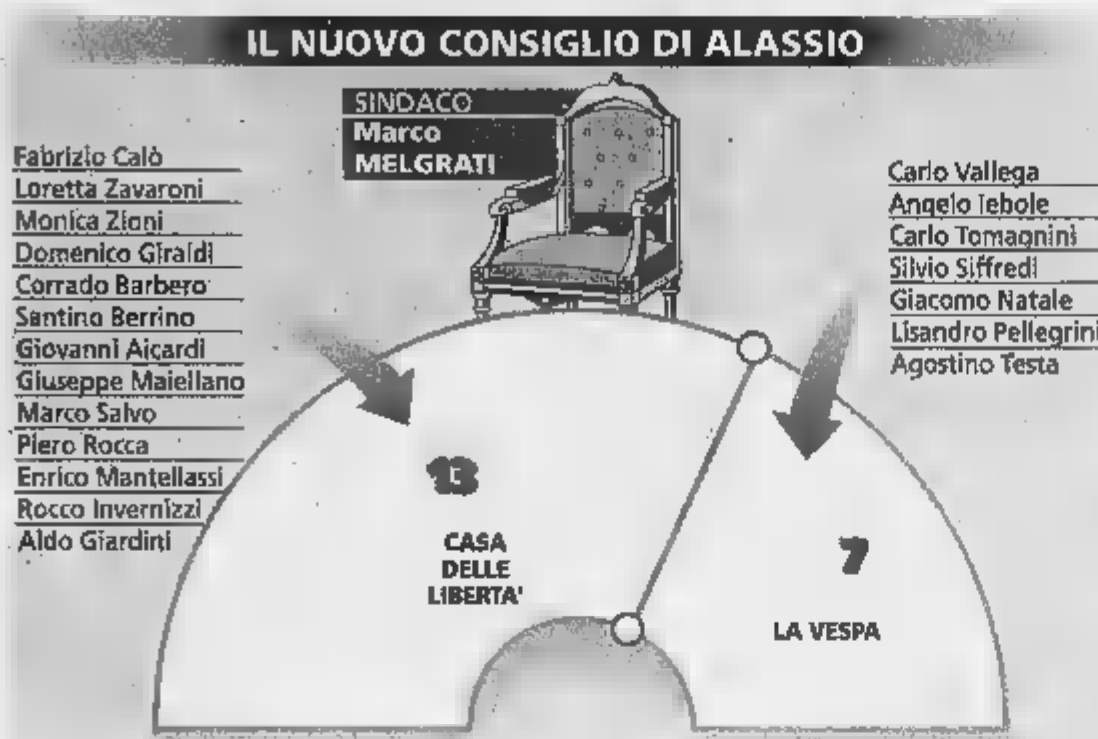 IL NUOVO CONSIGLIO DI ALASSIO
SINDACO
Marco
MELGRATI
Fabrizio Calò
Loretta Zavaroni
Monica Zioni
Domenico Giraldi
Corrado Barbero
Santino Berrino
Giovanni Aicardi
Giuseppe Maiellano
Marco Salvo
Piero Rocca
Enrico Mantellassi
Rocco Invernizzi
Aldo Giardini
Carlo Vallega
Angelo Iebole
Carlo Tomagnini
Silvio Siffredi
Giacomo Natale
Lisandro Pellegrini
Agostino Testa
13
CASA
DELLE
LIBERTA'
7
LA VESPA